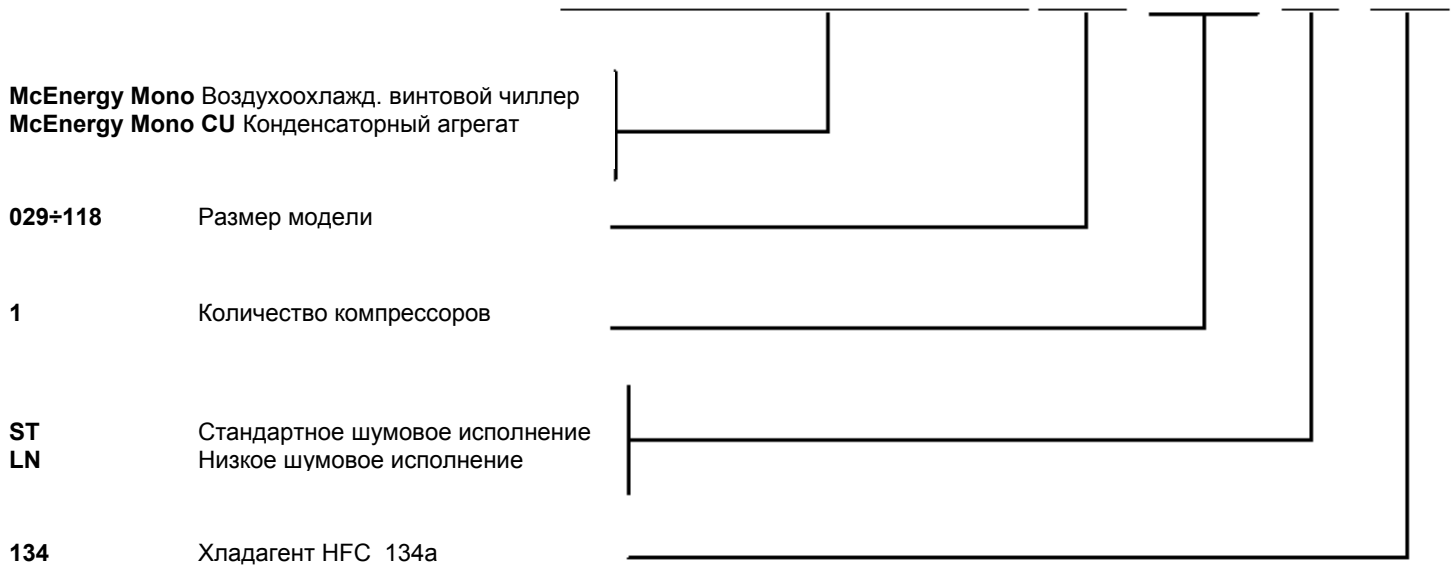 McEnergy Mono Воздухоохлажд. винтовой чиллер
McEnergy Mono CU Конденсаторный агрегат
029÷118 Размер модели
1 Количество компрессоров
ST Стандартное шумовое исполнение
LN Низкое шумовое исполнение
134 Хладагент HFC 134a